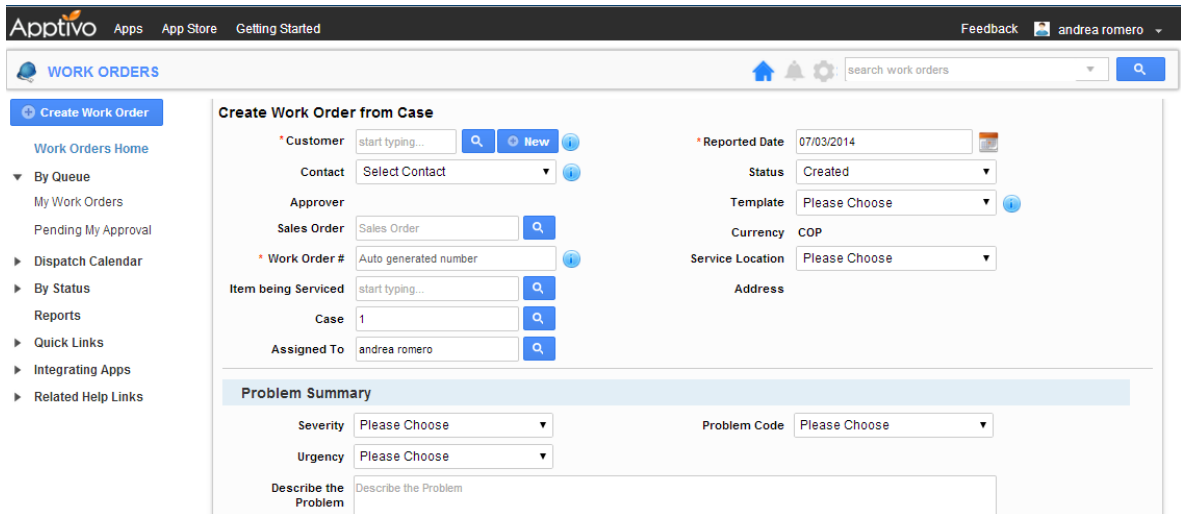 Apptivo Apps App Store Getting Started Feedback andrea romero
WORK ORDERS search work orders
Create Work Order
Work Orders Home
By Queue
My Work Orders
Pending My Approval
Dispatch Calendar
By Status
Reports
Quick Links
Integrating Apps
Related Help Links
Create Work Order from Case
*Customer start typing... New
Contact Select Contact
Approver
Sales Order Sales Order
* Work Order # Auto generated number
Item being Serviced start typing...
Case 1
Assigned To andrea romero
*Reported Date 07/03/2014
Status Created
Template Please Choose
Currency COP
Service Location Please Choose
Address
Problem Summary
Severity Please Choose Problem Code Please Choose
Urgency Please Choose
Describe the Problem Describe the Problem